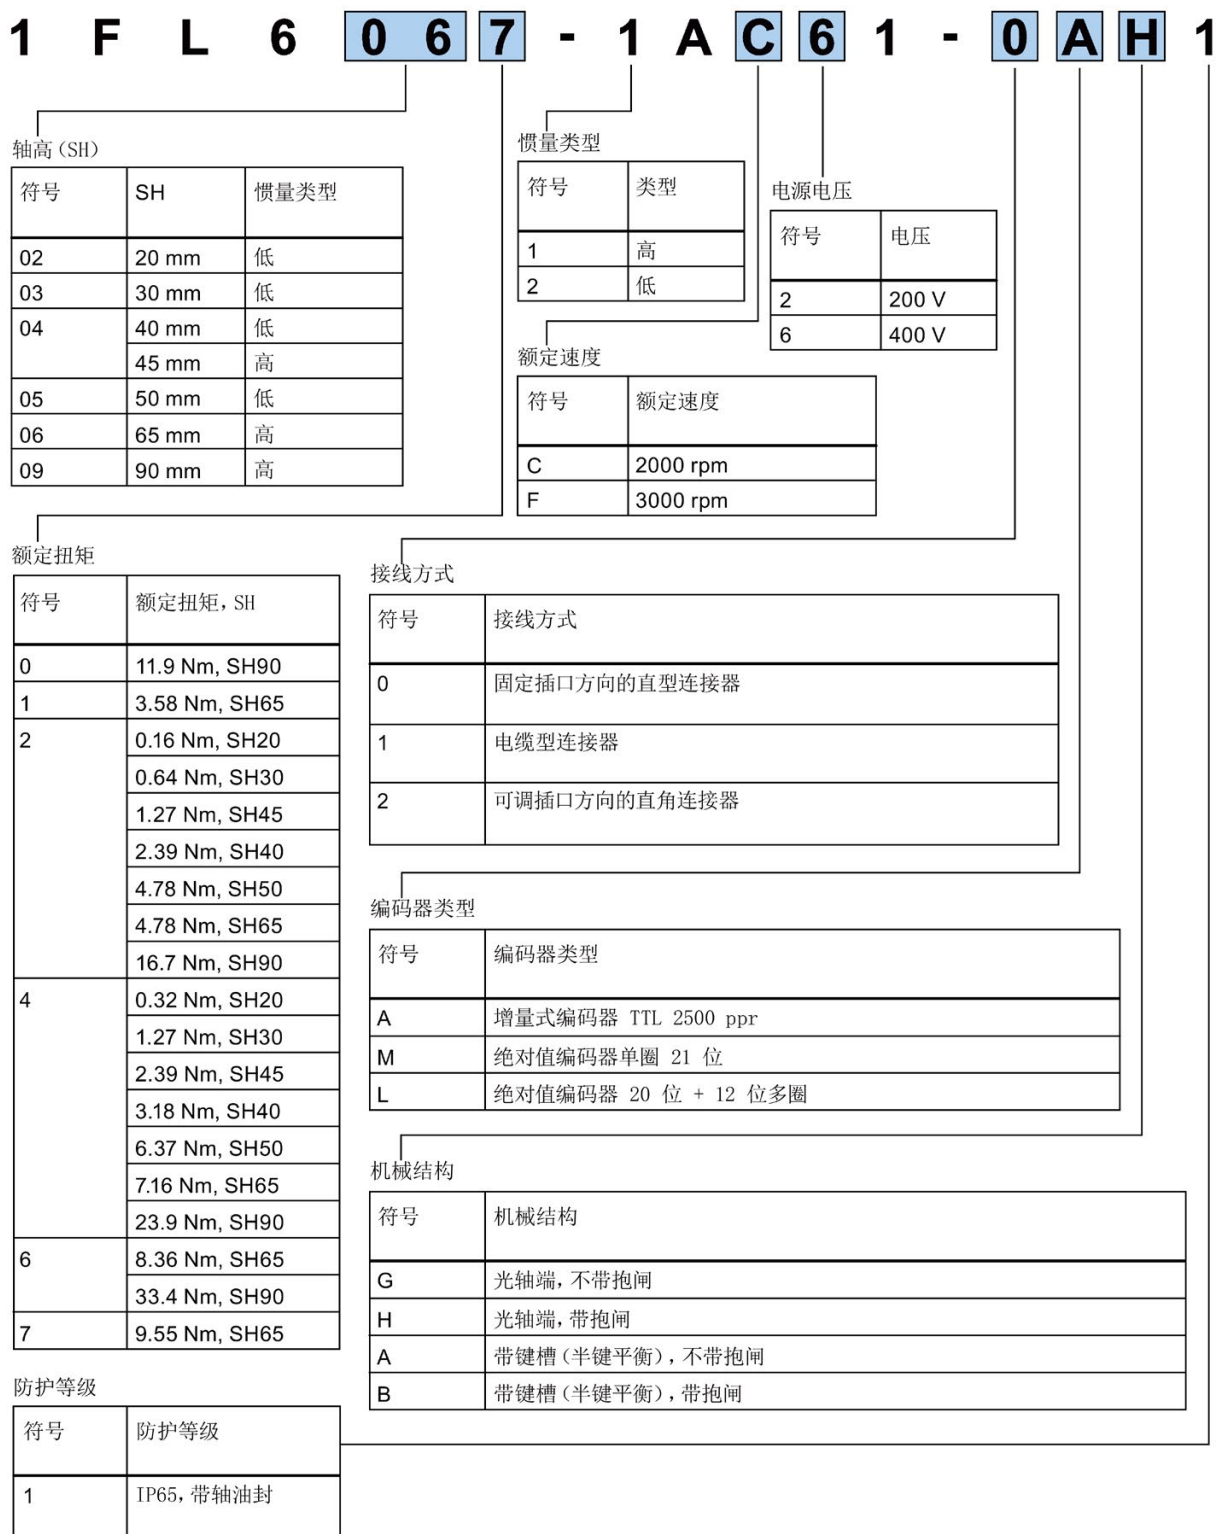 1 F L 6 0 6 7 - 1 A C 6 1 - 0 A H 1
轴高(SH)
符号 SH 惯量类型
02 20 mm 低
03 30 mm 低
04 40 mm 低
45 mm 高
05 50 mm 低
06 65 mm 高
09 90 mm 高
惯量类型
符号 类型
1 高
2 低
电源电压
符号 电压
2 200 V
6 400 V
额定速度
符号 额定速度
C 2000 rpm
F 3000 rpm
额定扭矩
符号 额定扭矩, SH
0 11.9 Nm, SH90
1 3.58 Nm, SH65
2 0.16 Nm, SH20
0.64 Nm, SH30
1.27 Nm, SH45
2.39 Nm, SH40
4.78 Nm, SH50
4.78 Nm, SH65
16.7 Nm, SH90
4 0.32 Nm, SH20
1.27 Nm, SH30
2.39 Nm, SH45
3.18 Nm, SH40
6.37 Nm, SH50
7.16 Nm, SH65
23.9 Nm, SH90
6 8.36 Nm, SH65
33.4 Nm, SH90
7 9.55 Nm, SH65
接线方式
符号 接线方式
0 固定插口方向的直型连接器
1 电缆型连接器
2 可调插口方向的直角连接器
编码器类型
符号 编码器类型
A 增量式编码器 TTL 2500 ppr
M 绝对值编码器单圈 21 位
L 绝对值编码器 20 位 + 12 位多圈
机械结构
符号 机械结构
G 光轴端, 不带抱闸
H 光轴端, 带抱闸
A 带键槽(半键平衡), 不带抱闸
B 带键槽(半键平衡), 带抱闸
防护等级
符号 防护等级
1 IP65, 带轴油封